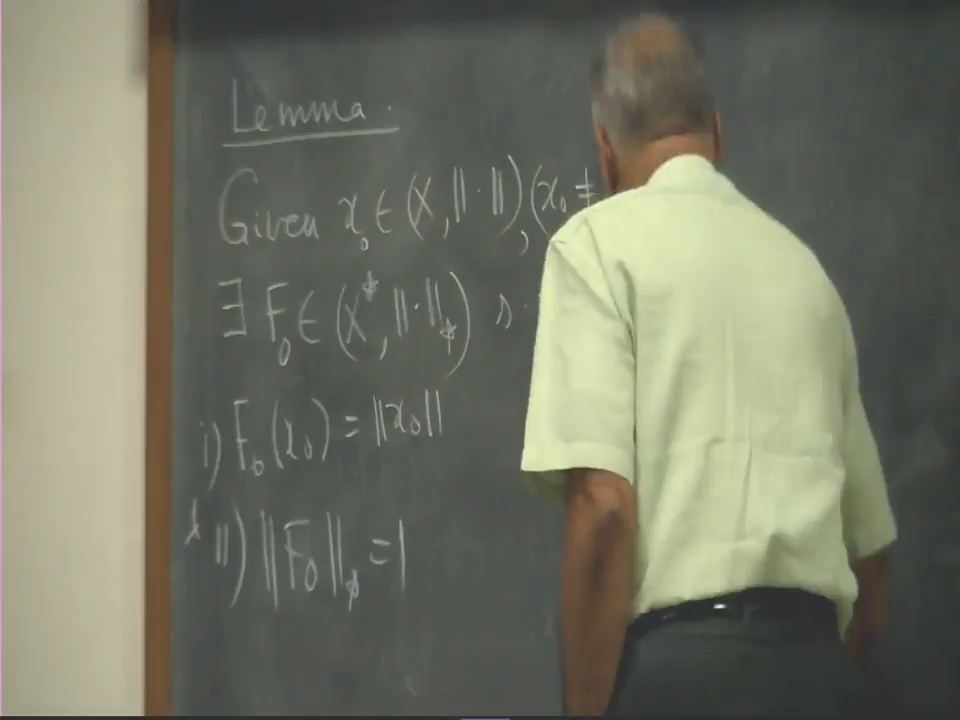 Lemma.
Given x₀ ∈ (X, ||·||), (x₀ ≠
∃ F₀ ∈ (X*, ||·||*) s.
i) F₀(x₀) = ||x₀||
& ii) ||F₀||* = 1